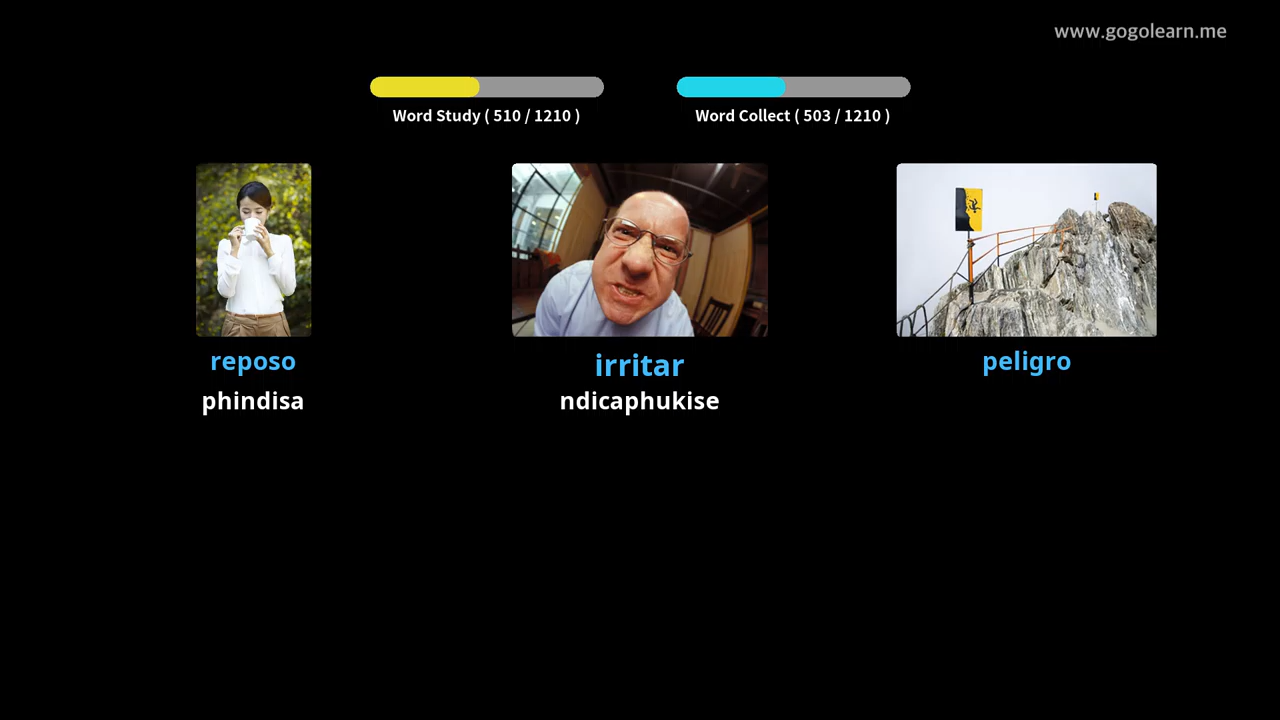 www.gogolearn.me
Word Study ( 510 / 1210 )
Word Collect ( 503 / 1210 )
reposo
irritar
peligro
phindisa
ndicaphukise